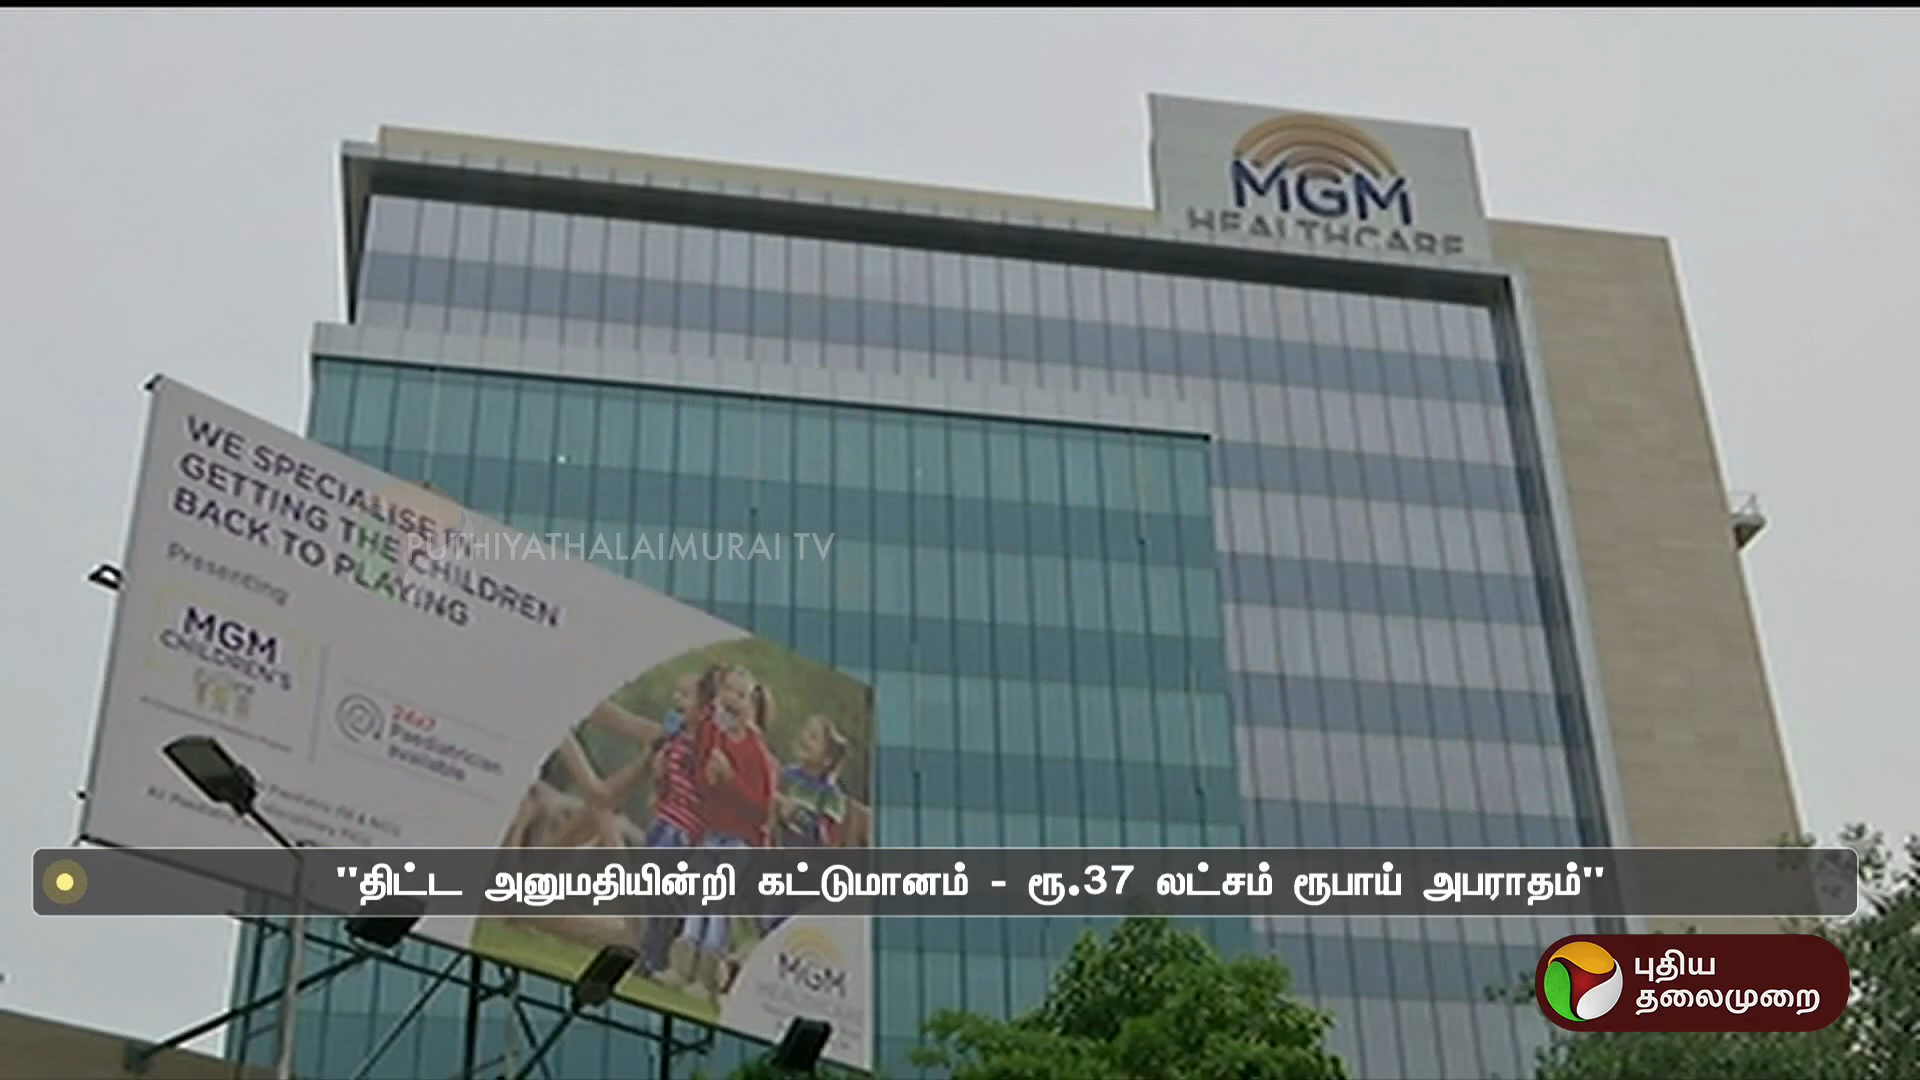 MGM
HEALTHCARE
WE SPECIALISE IN
GETTING THE CHILDREN
BACK TO PLAYING
Presenting
MGM
CHILDREN'S
24x7
Paediatrician
Available
PUTHIYATHALAIMURAI TV
"திட்ட அனுமதியின்றி கட்டுமானம் - ரூ.37 லட்சம் ரூபாய் அபராதம்"
MGM
HEALTHCARE
புதிய
தலைமுறை